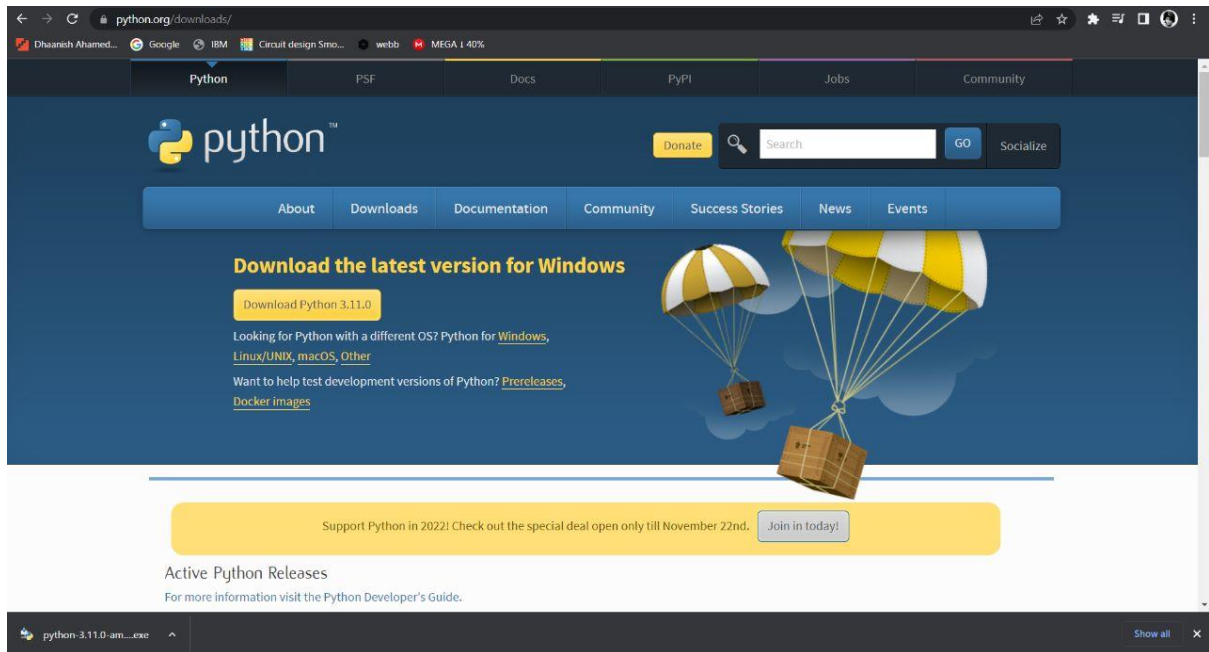 python.org/downloads/
Dhaanish Ahamed... Google IBM Circuit design Smo... webb MEGA ↓ 40%
Python PSF Docs PyPI Jobs Community
python™
Donate Search GO Socialize
About Downloads Documentation Community Success Stories News Events
Download the latest version for Windows
Download Python 3.11.0
Looking for Python with a different OS? Python for Windows,
Linux/UNIX, macOS, Other
Want to help test development versions of Python? Prereleases,
Docker images
Support Python in 2022! Check out the special deal open only till November 22nd. Join in today!
Active Python Releases
For more information visit the Python Developer's Guide.
python-3.11.0-am....exe Show all